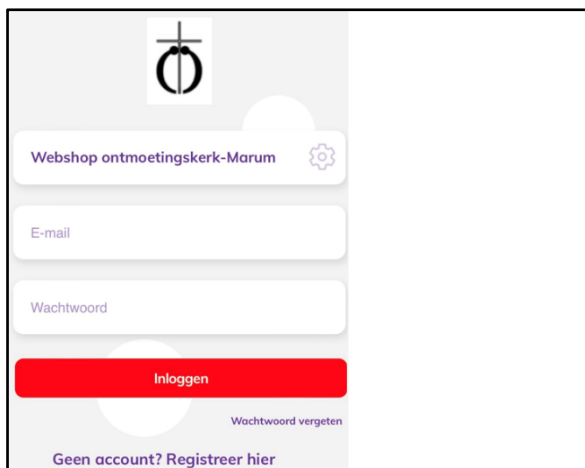 Webshop ontmoetingskerk-Marum
E-mail
Wachtwoord
Inloggen
Wachtwoord vergeten
Geen account? Registreer hier